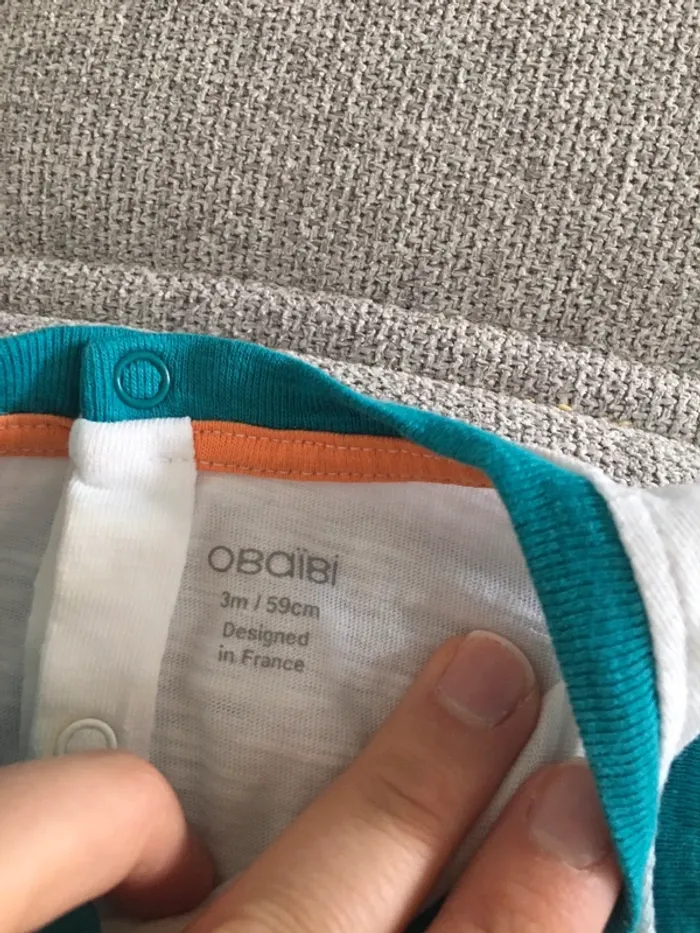 OBaïBi
3m / 59cm
Designed
in France